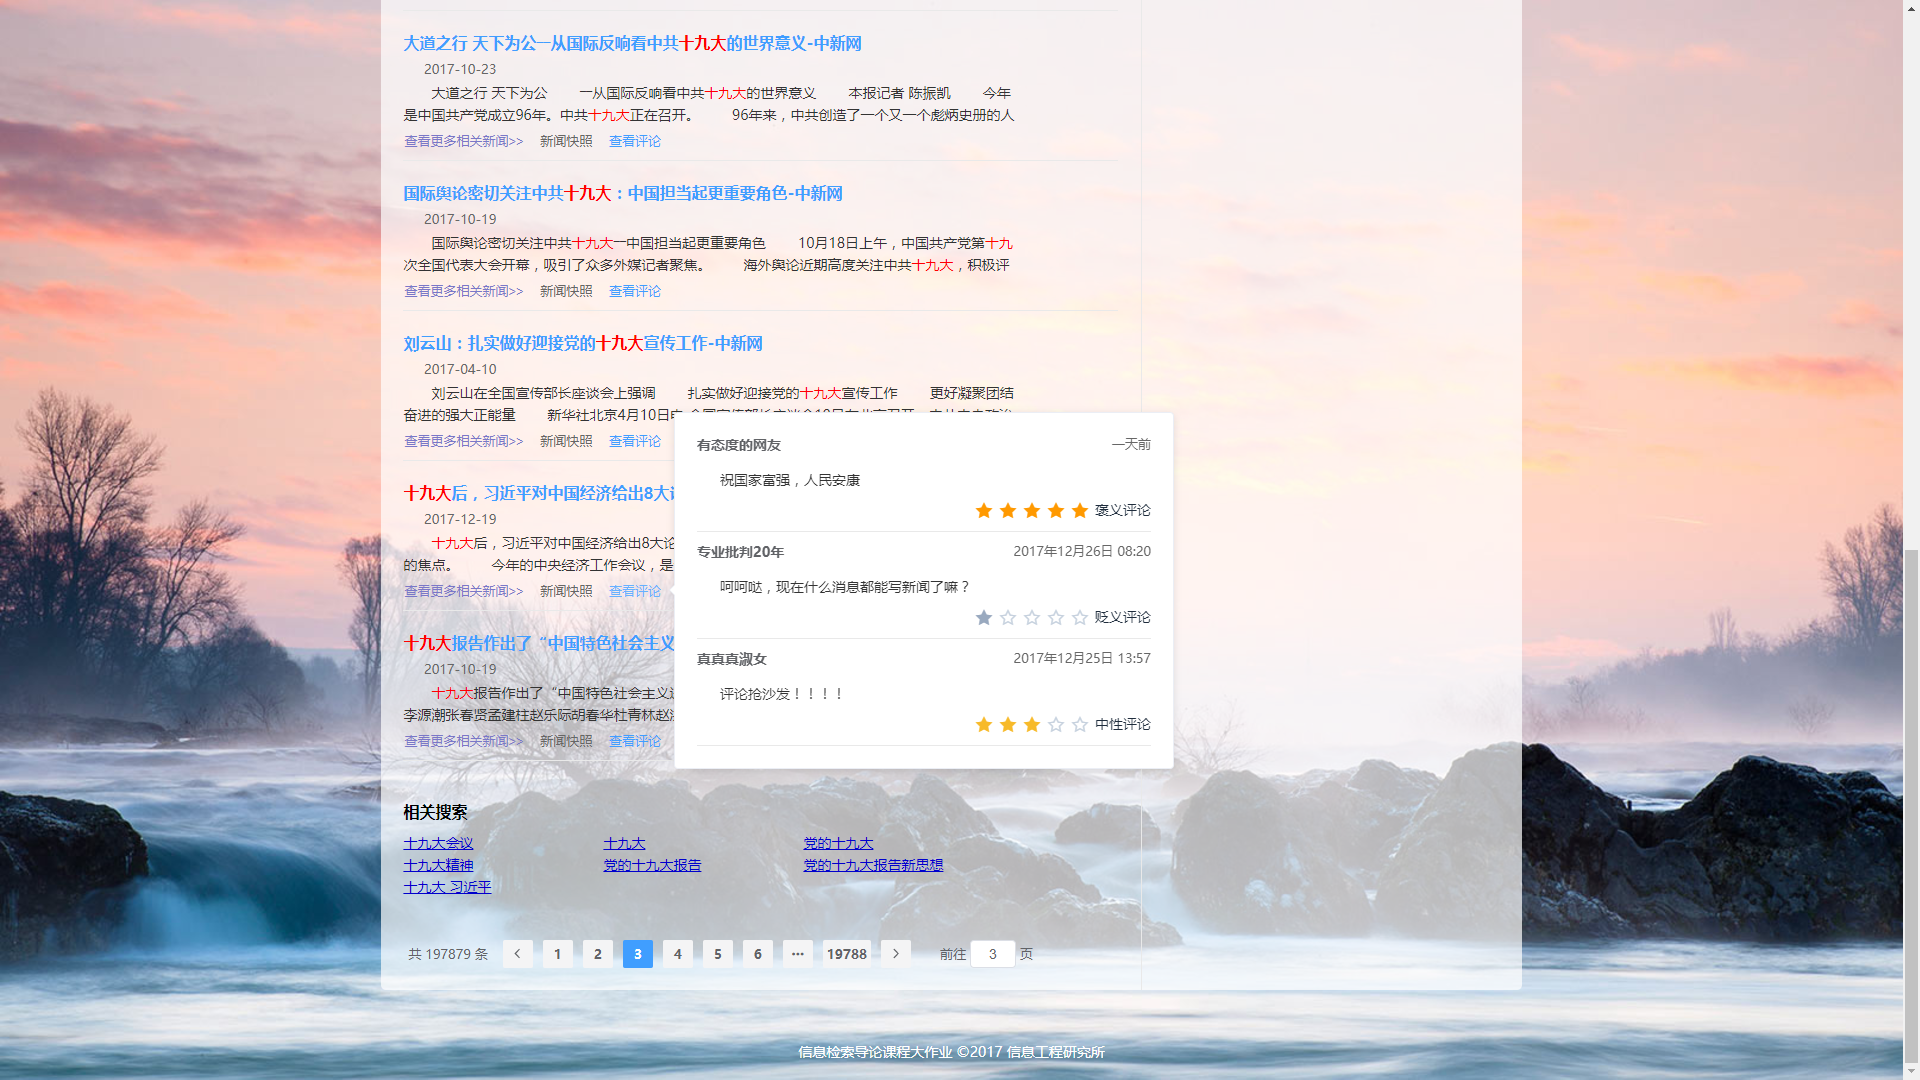 大道之行 天下为公一从国际反响看中共十九大的世界意义-中新网
2017-10-23
大道之行 天下为公 一从国际反响看中共十九大的世界意义 本报记者 陈振凯 今年
是中国共产党成立96年。中共十九大正在召开。 96年来，中共创造了一个又一个彪炳史册的人
查看更多相关新闻>> 新闻快照 查看评论
国际舆论密切关注中共十九大：中国担当起更重要角色-中新网
2017-10-19
国际舆论密切关注中共十九大一中国担当起更重要角色 10月18日上午，中国共产党第十九
次全国代表大会开幕，吸引了众多外媒记者聚焦。 海外舆论近期高度关注中共十九大，积极评
查看更多相关新闻>> 新闻快照 查看评论
刘云山：扎实做好迎接党的十九大宣传工作-中新网
2017-04-10
刘云山在全国宣传部长座谈会上强调 扎实做好迎接党的十九大宣传工作 更好凝聚团结
奋进的强大正能量 新华社北京4月10日
查看更多相关新闻>> 新闻快照 查看评论
十九大后，习近平对中国经济给出8大
2017-12-19
十九大后，习近平对中国经济给出8大论
的焦点。 今年的中央经济工作会议，是
查看更多相关新闻>> 新闻快照 查看评论
十九大报告作出了“中国特色社会主义
2017-10-19
十九大报告作出了“中国特色社会主义
李源潮张春贤孟建柱赵乐际胡春华杜青林赵
查看更多相关新闻>> 新闻快照 查看评论
有态度的网友 一天前
祝国家富强，人民安康
褒义评论
专业批判20年 2017年12月26日 08:20
呵呵哒，现在什么消息都能写新闻了嘛？
贬义评论
真真真淑女 2017年12月25日 13:57
评论抢沙发！！！！
中性评论
相关搜索
十九大会议 十九大 党的十九大
十九大精神 党的十九大报告 党的十九大报告新思想
十九大 习近平
共 197879 条 1 2 3 4 5 6 ··· 19788 前往 3 页
信息检索导论课程大作业 ©2017 信息工程研究所